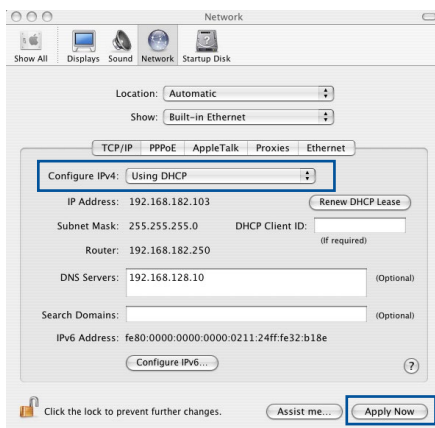 Network
Show All Displays Sound Network Startup Disk
Location: Automatic
Show: Built-in Ethernet
TCP/IP PPPoE AppleTalk Proxies Ethernet
Configure IPv4: Using DHCP
IP Address: 192.168.182.103 Renew DHCP Lease
Subnet Mask: 255.255.255.0 DHCP Client ID:
(If required)
Router: 192.168.182.250
DNS Servers: 192.168.128.10 (Optional)
Search Domains: (Optional)
IPv6 Address: fe80:0000:0000:0000:0211:24ff:fe32:b18e
Configure IPv6... ?
Click the lock to prevent further changes. Assist me... Apply Now